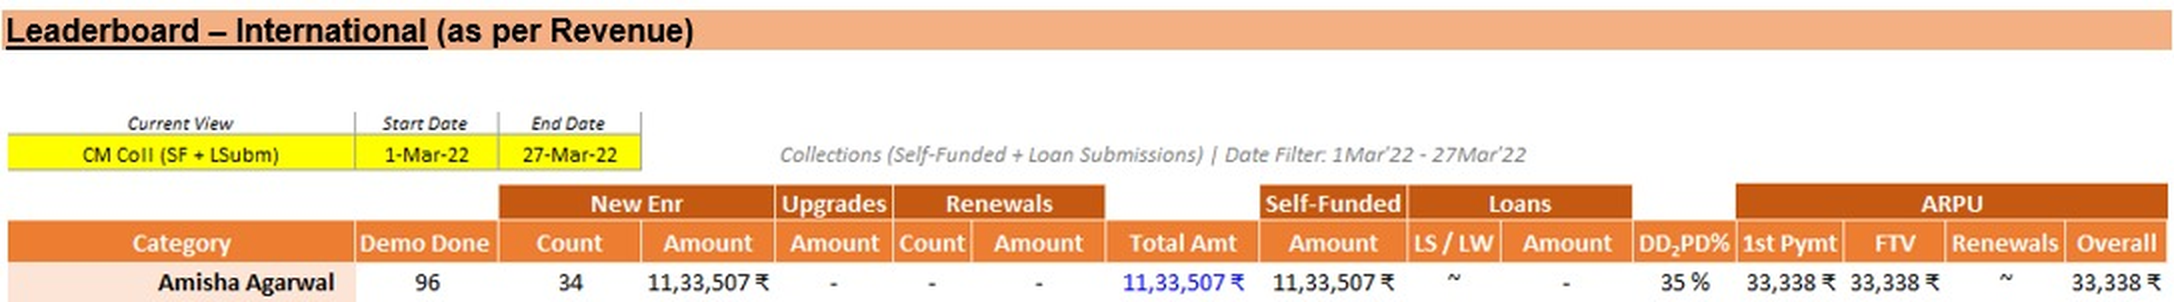 Leaderboard – International (as per Revenue)
Current View Start Date End Date
CM Coll (SF + LSubm) 1-Mar-22 27-Mar-22 Collections (Self-Funded + Loan Submissions) | Date Filter: 1Mar'22 - 27Mar'22
New Enr Upgrades Renewals Self-Funded Loans ARPU
Category Demo Done Count Amount Amount Count Amount Total Amt Amount LS / LW Amount DD₂PD% 1st Pymt FTV Renewals Overall
Amisha Agarwal 96 34 11,33,507 ₹ - - - 11,33,507 ₹ 11,33,507 ₹ ~ - 35 % 33,338 ₹ 33,338 ₹ ~ 33,338 ₹